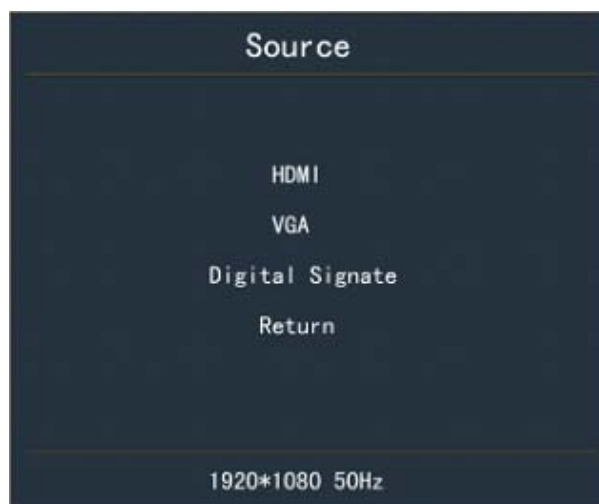 Source
HDMI
VGA
Digital Signate
Return
1920*1080 50Hz